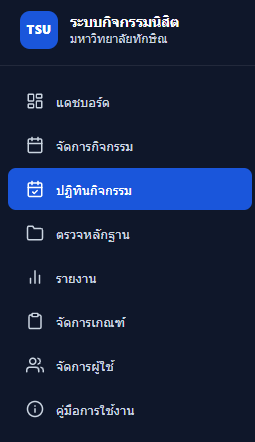 TSU
ระบบกิจกรรมนิสิต
มหาวิทยาลัยทักษิณ
แดชบอร์ด
จัดการกิจกรรม
ปฏิทินกิจกรรม
ตรวจหลักฐาน
รายงาน
จัดการเกณฑ์
จัดการผู้ใช้
คู่มือการใช้งาน